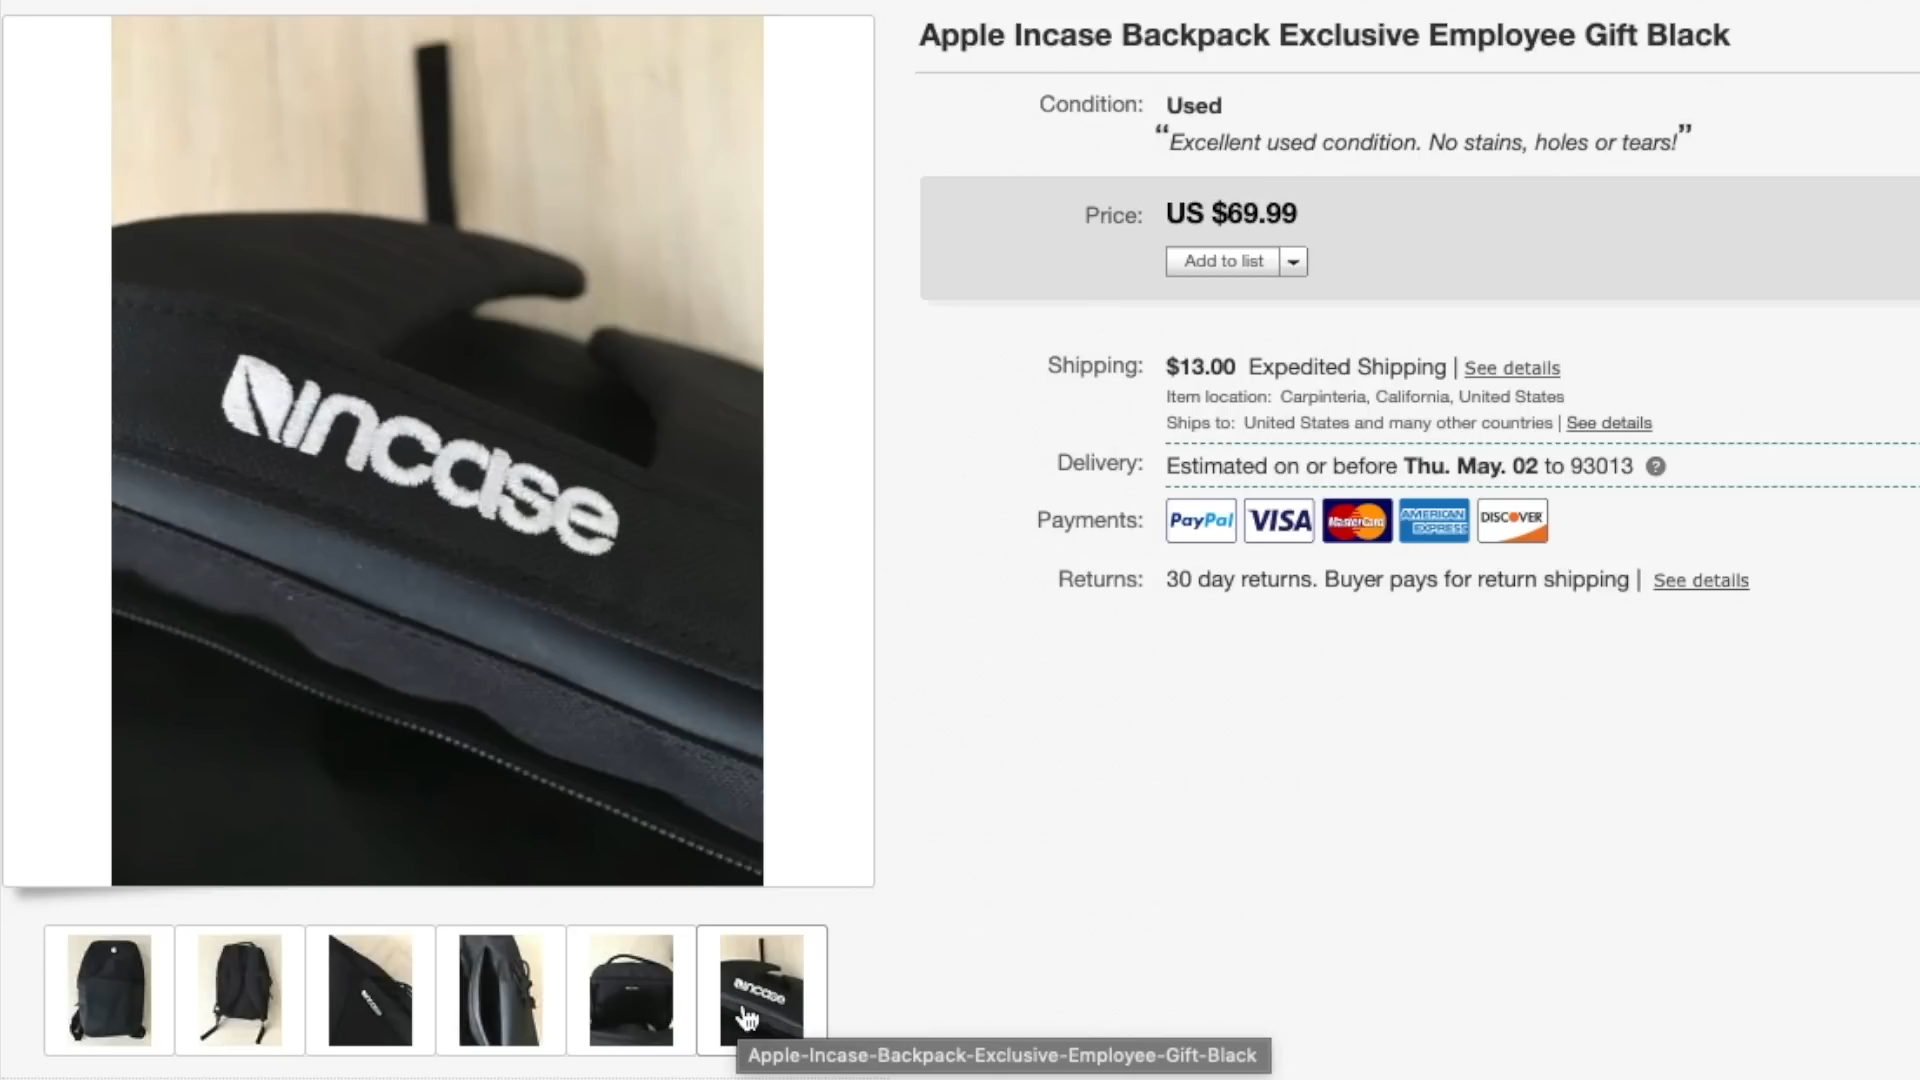 Apple Incase Backpack Exclusive Employee Gift Black
Condition: Used
“Excellent used condition. No stains, holes or tears!”
Price: US $69.99
Add to list
Shipping: $13.00 Expedited Shipping | See details
Item location: Carpinteria, California, United States
Ships to: United States and many other countries | See details
Delivery: Estimated on or before Thu. May. 02 to 93013 ?
Payments: PayPal VISA MasterCard AMERICAN EXPRESS DISCOVER
Returns: 30 day returns. Buyer pays for return shipping | See details
incase
incase
incase
Apple-Incase-Backpack-Exclusive-Employee-Gift-Black